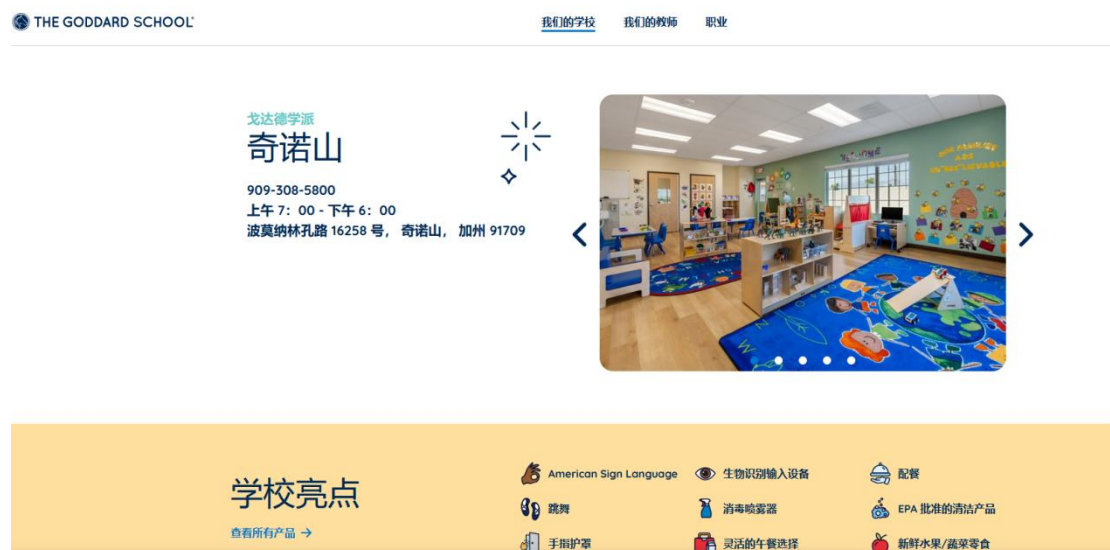 THE GODDARD SCHOOL
我们的学校
我们的教师
职业
戈达德学派
奇诺山
909-308-5800
上午 7：00 - 下午 6：00
波莫纳林孔路 16258 号， 奇诺山， 加州 91709
学校亮点
查看所有产品 →
American Sign Language
生物识别输入设备
配餐
跳舞
消毒喷雾器
EPA 批准的清洁产品
手指护罩
灵活的午餐选择
新鲜水果/蔬菜零食